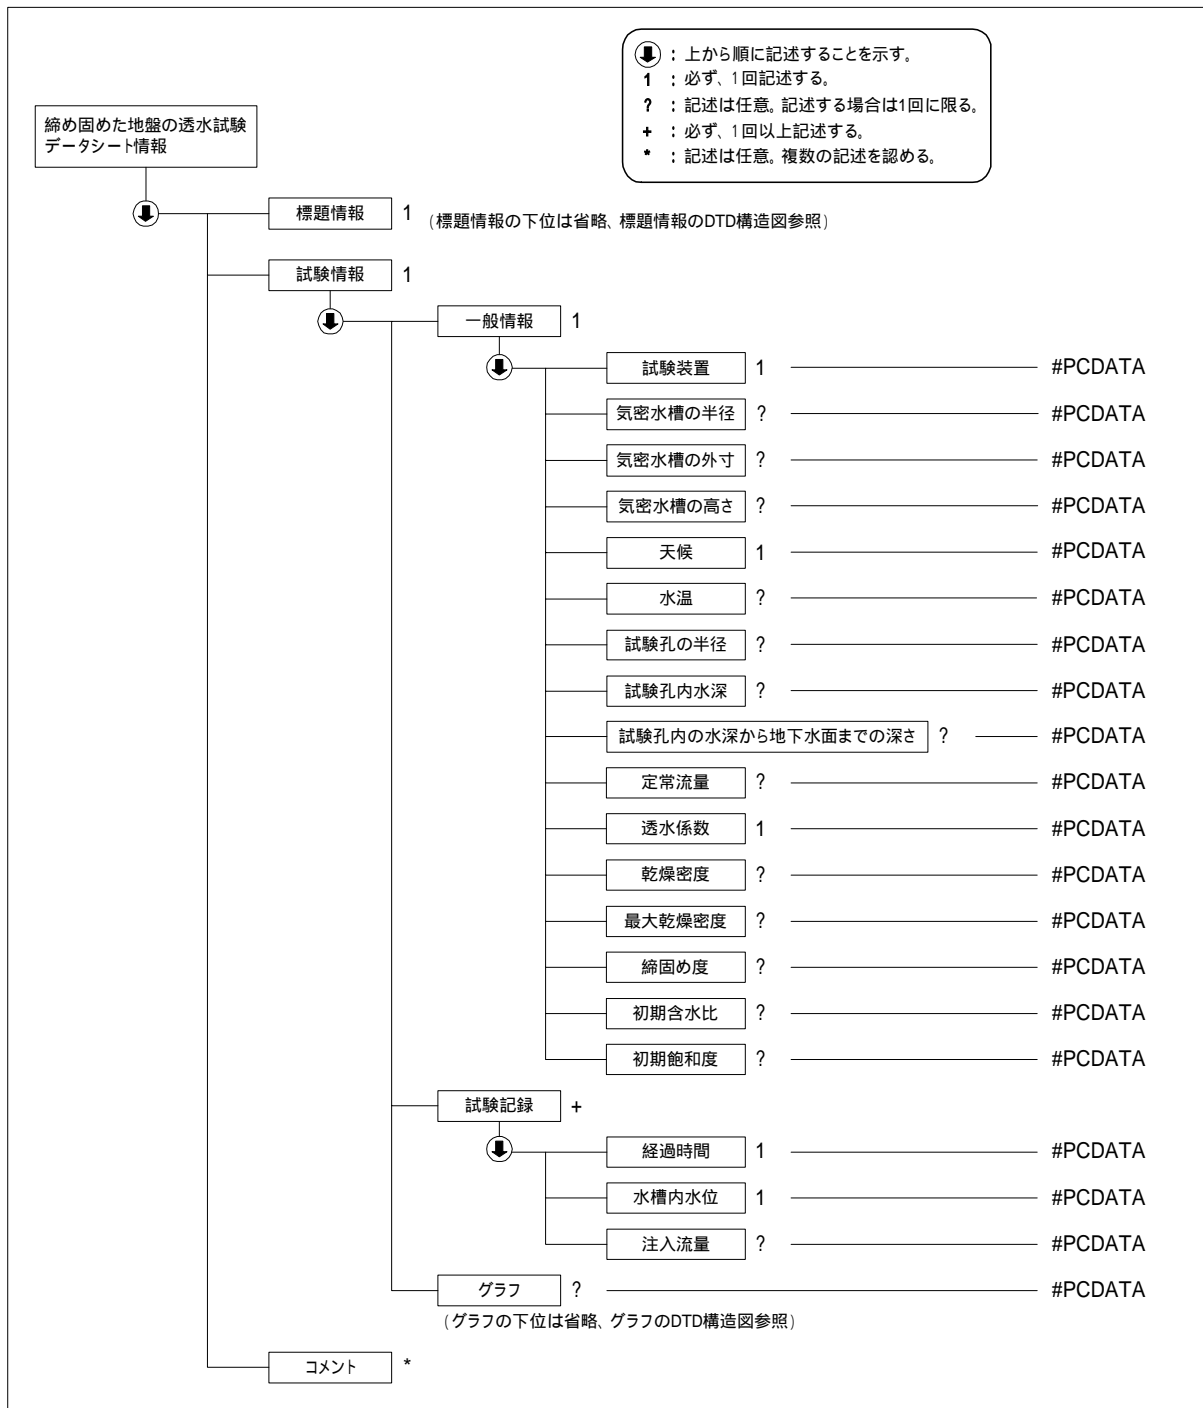 ： 上から順に記述することを示す。
1 ： 必ず、1回記述する。
? ： 記述は任意。記述する場合は1回に限る。
+ ： 必ず、1回以上記述する。
* ： 記述は任意。複数の記述を認める。
締め固めた地盤の透水試験
データシート情報
標題情報 1 (標題情報の下位は省略、標題情報のDTD構造図参照)
試験情報 1
一般情報 1
試験装置 1 #PCDATA
気密水槽の半径 ? #PCDATA
気密水槽の外寸 ? #PCDATA
気密水槽の高さ ? #PCDATA
天候 1 #PCDATA
水温 ? #PCDATA
試験孔の半径 ? #PCDATA
試験孔内水深 ? #PCDATA
試験孔内の水深から地下水面までの深さ ? #PCDATA
定常流量 ? #PCDATA
透水係数 1 #PCDATA
乾燥密度 ? #PCDATA
最大乾燥密度 ? #PCDATA
締固め度 ? #PCDATA
初期含水比 ? #PCDATA
初期飽和度 ? #PCDATA
試験記録 +
経過時間 1 #PCDATA
水槽内水位 1 #PCDATA
注入流量 ? #PCDATA
グラフ ? #PCDATA
(グラフの下位は省略、グラフのDTD構造図参照)
コメント *